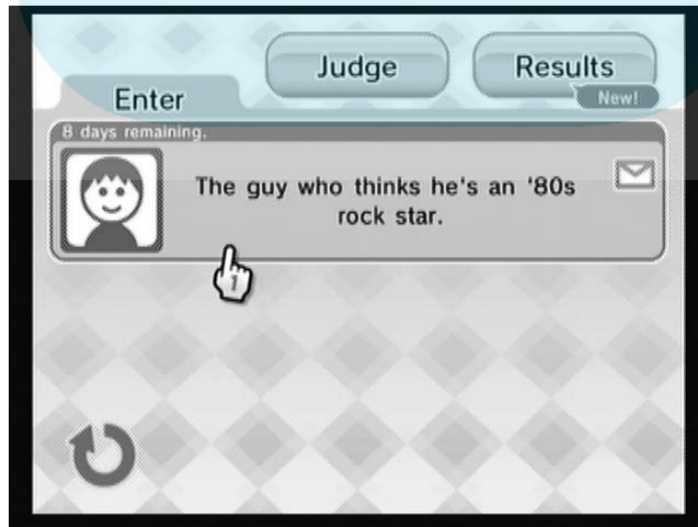 Judge
Results
Enter
New!
8 days remaining.
The guy who thinks he's an '80s
rock star.
1